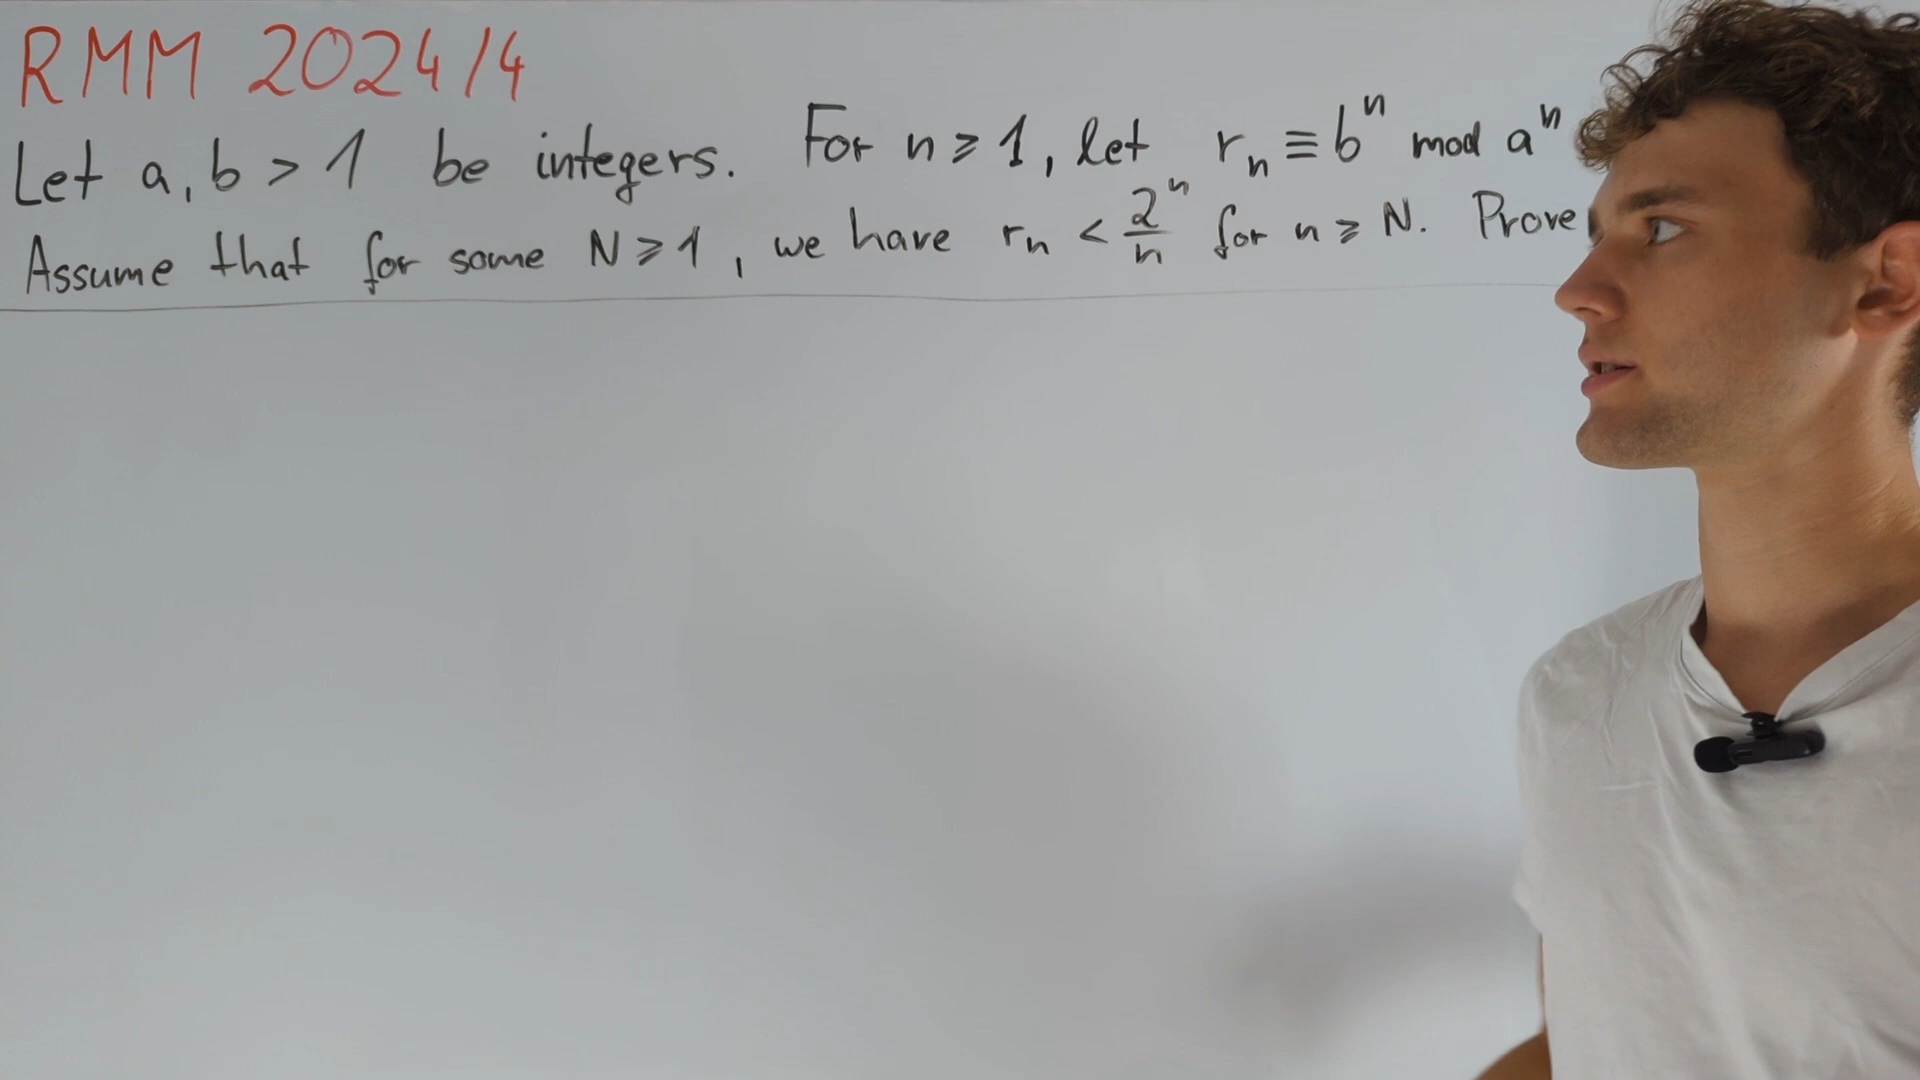 RMM 2024/4
Let a, b > 1 be integers. For n ≥ 1, let rₙ ≡ bⁿ mod aⁿ
Assume that for some N ≥ 1, we have rₙ < 2ⁿ/n for n ≥ N. Prove